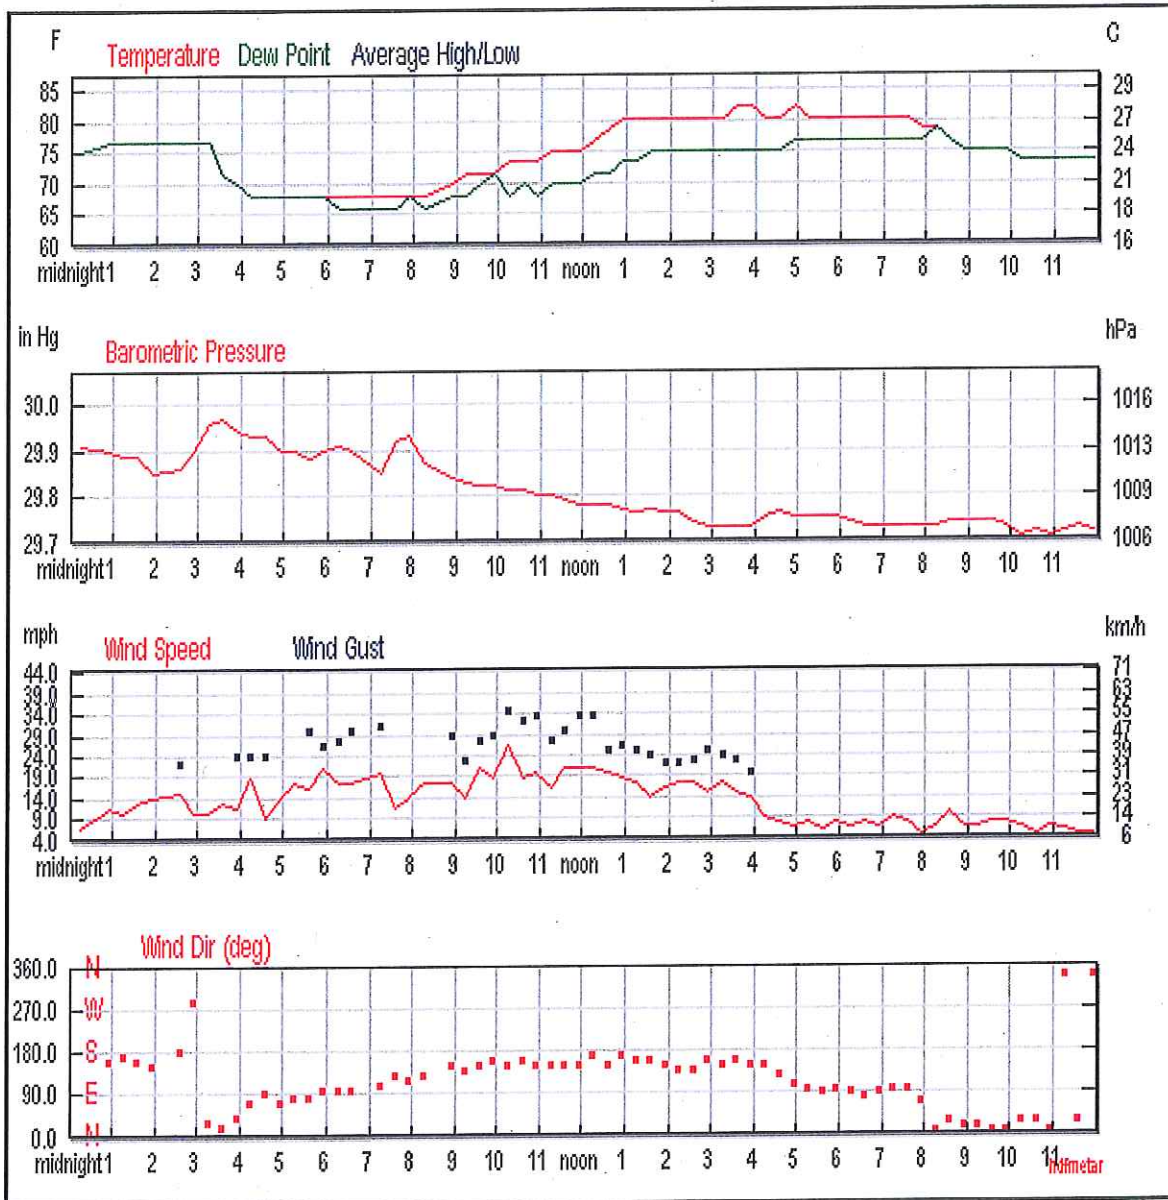 F Temperature Dew Point Average High/Low C
85 29
80 27
75 24
70 21
65 18
60 16
midnight 1 2 3 4 5 6 7 8 9 10 11 noon 1 2 3 4 5 6 7 8 9 10 11
in Hg Barometric Pressure hPa
30.0 1016
29.9 1013
29.8 1009
29.7 1006
midnight 1 2 3 4 5 6 7 8 9 10 11 noon 1 2 3 4 5 6 7 8 9 10 11
mph Wind Speed Wind Gust km/h
44.0 71
39.0 63
34.0 55
29.0 47
24.0 39
19.0 31
14.0 23
9.0 14
4.0 6
midnight 1 2 3 4 5 6 7 8 9 10 11 noon 1 2 3 4 5 6 7 8 9 10 11
Wind Dir (deg)
360.0 N
270.0 W
180.0 S
90.0 E
0.0 N
midnight 1 2 3 4 5 6 7 8 9 10 11 noon 1 2 3 4 5 6 7 8 9 10 11